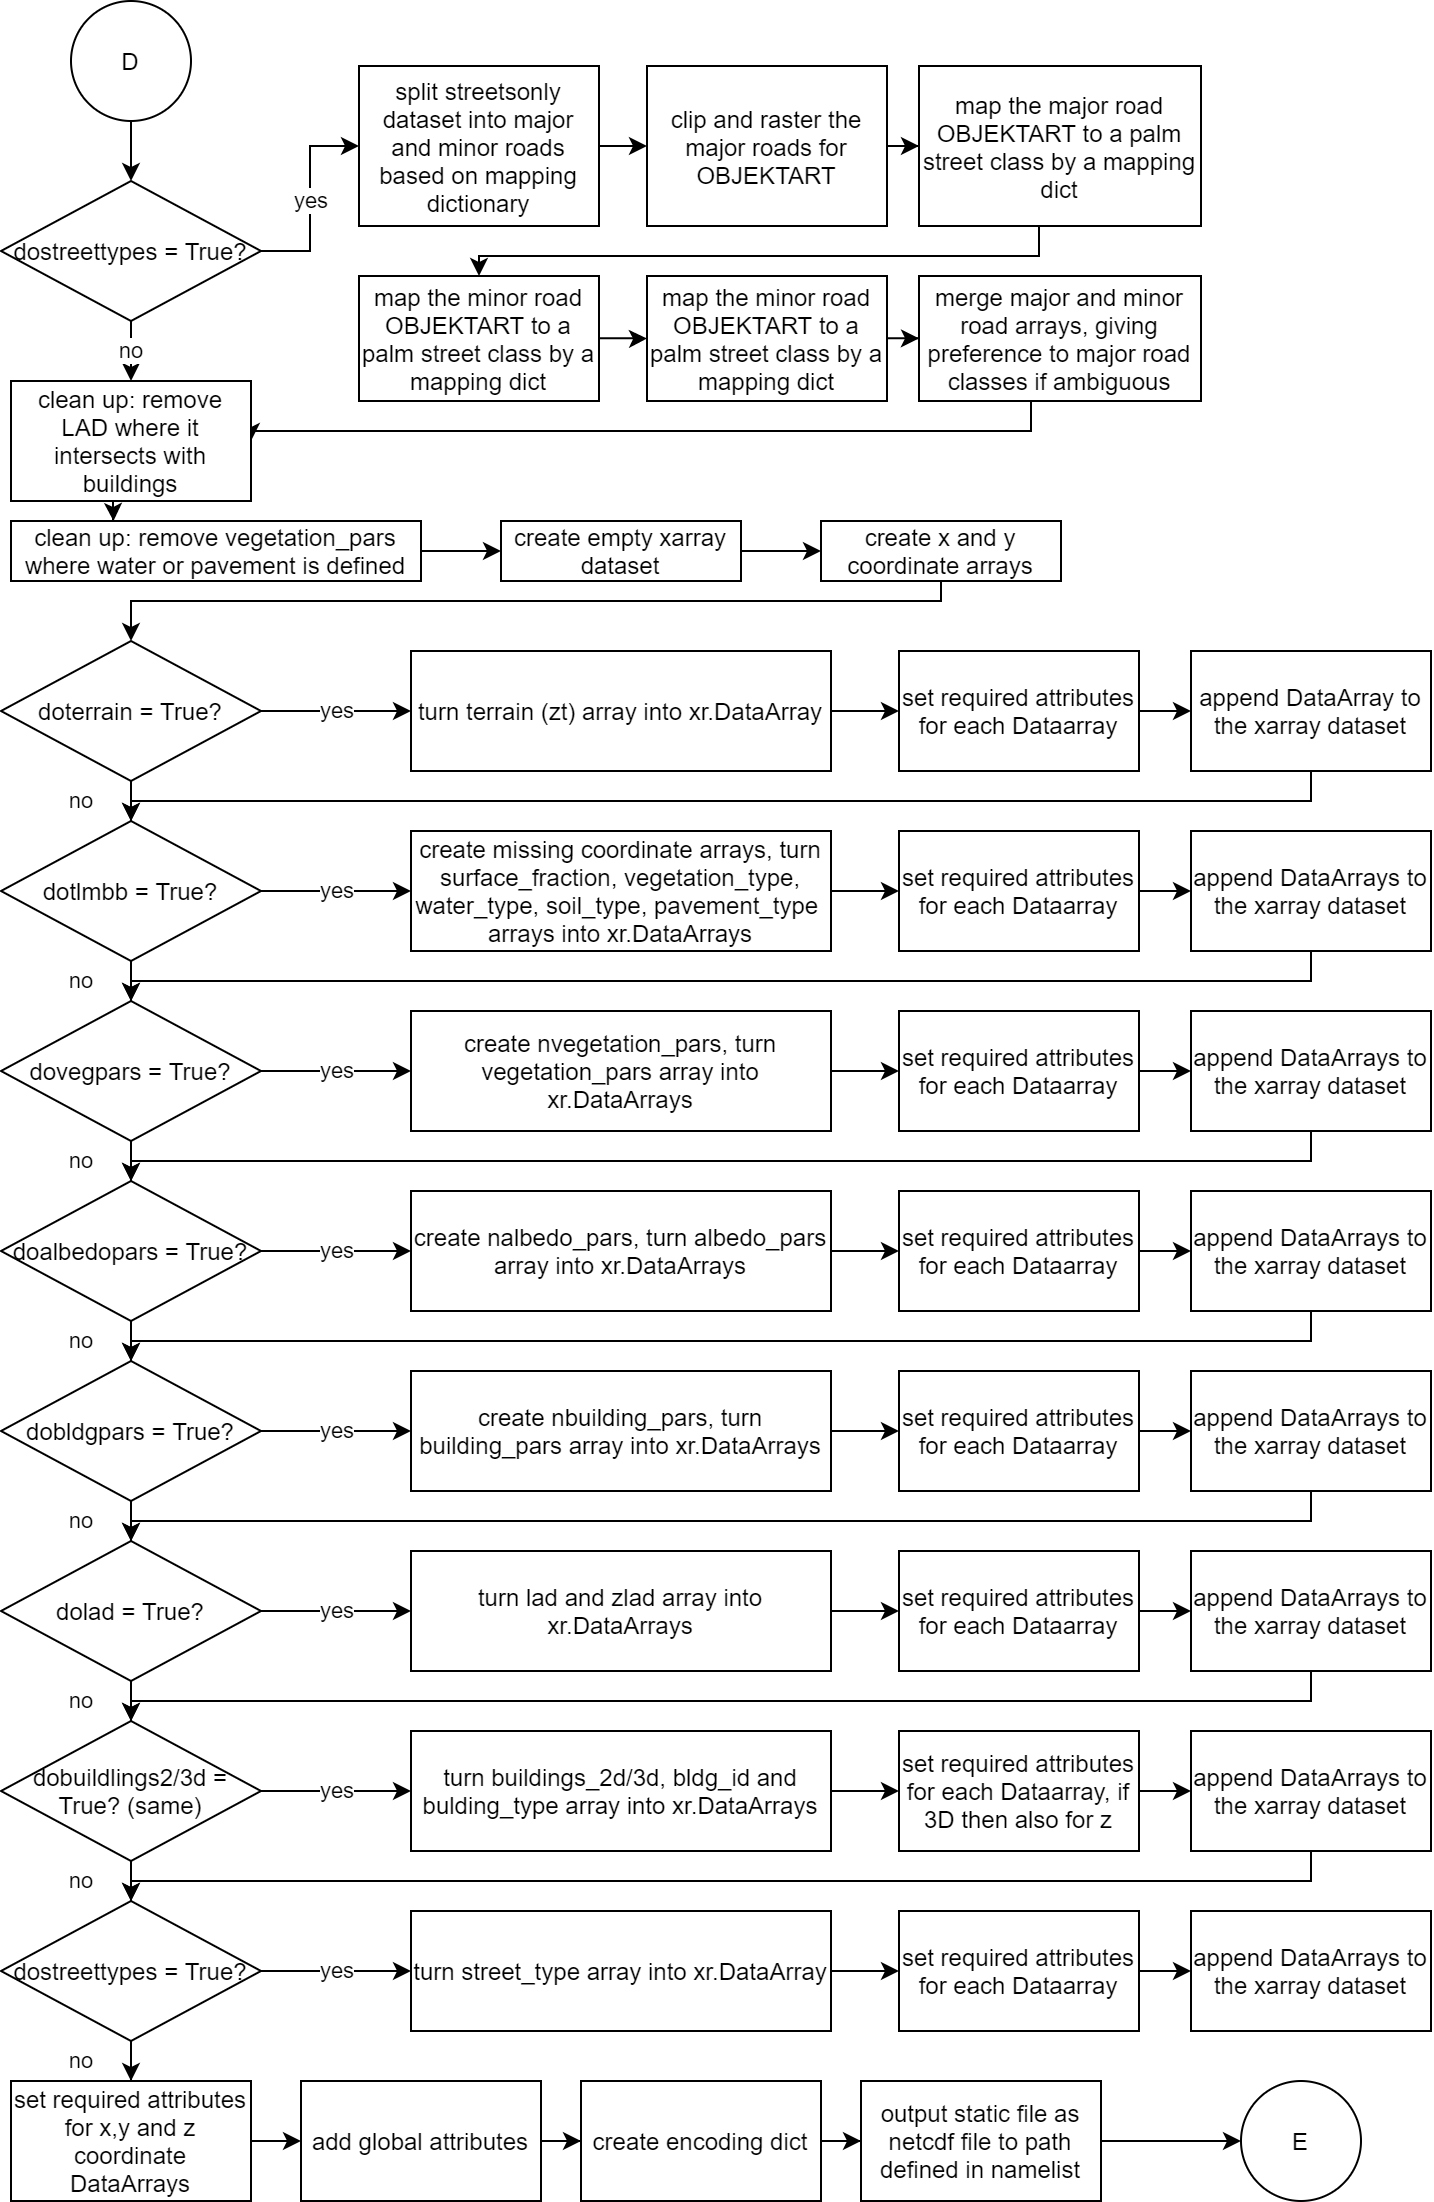 D
split streetsonly
dataset into major
and minor roads
based on mapping
dictionary
clip and raster the
major roads for
OBJEKTART
map the major road
OBJEKTART to a palm
street class by a mapping
dict
yes
dostreettypes = True?
map the minor road
OBJEKTART to a
palm street class by a
mapping dict
map the minor road
OBJEKTART to a
palm street class by a
mapping dict
merge major and minor
road arrays, giving
preference to major road
classes if ambiguous
no
clean up: remove
LAD where it
intersects with
buildings
clean up: remove vegetation_pars
where water or pavement is defined
create empty xarray
dataset
create x and y
coordinate arrays
doterrain = True?
yes
turn terrain (zt) array into xr.DataArray
set required attributes
for each Dataarray
append DataArray to
the xarray dataset
no
dotlmbb = True?
yes
create missing coordinate arrays, turn
surface_fraction, vegetation_type,
water_type, soil_type, pavement_type
arrays into xr.DataArrays
set required attributes
for each Dataarray
append DataArrays to
the xarray dataset
no
dovegpars = True?
yes
create nvegetation_pars, turn
vegetation_pars array into
xr.DataArrays
set required attributes
for each Dataarray
append DataArrays to
the xarray dataset
no
doalbedopars = True?
yes
create nalbedo_pars, turn albedo_pars
array into xr.DataArrays
set required attributes
for each Dataarray
append DataArrays to
the xarray dataset
no
dobldgpars = True?
yes
create nbuilding_pars, turn
building_pars array into xr.DataArrays
set required attributes
for each Dataarray
append DataArrays to
the xarray dataset
no
dolad = True?
yes
turn lad and zlad array into
xr.DataArrays
set required attributes
for each Dataarray
append DataArrays to
the xarray dataset
no
dobuildlings2/3d =
True? (same)
yes
turn buildings_2d/3d, bldg_id and
bulding_type array into xr.DataArrays
set required attributes
for each Dataarray, if
3D then also for z
append DataArrays to
the xarray dataset
no
dostreettypes = True?
yes
turn street_type array into xr.DataArray
set required attributes
for each Dataarray
append DataArrays to
the xarray dataset
no
set required attributes
for x,y and z
coordinate
DataArrays
add global attributes
create encoding dict
output static file as
netcdf file to path
defined in namelist
E